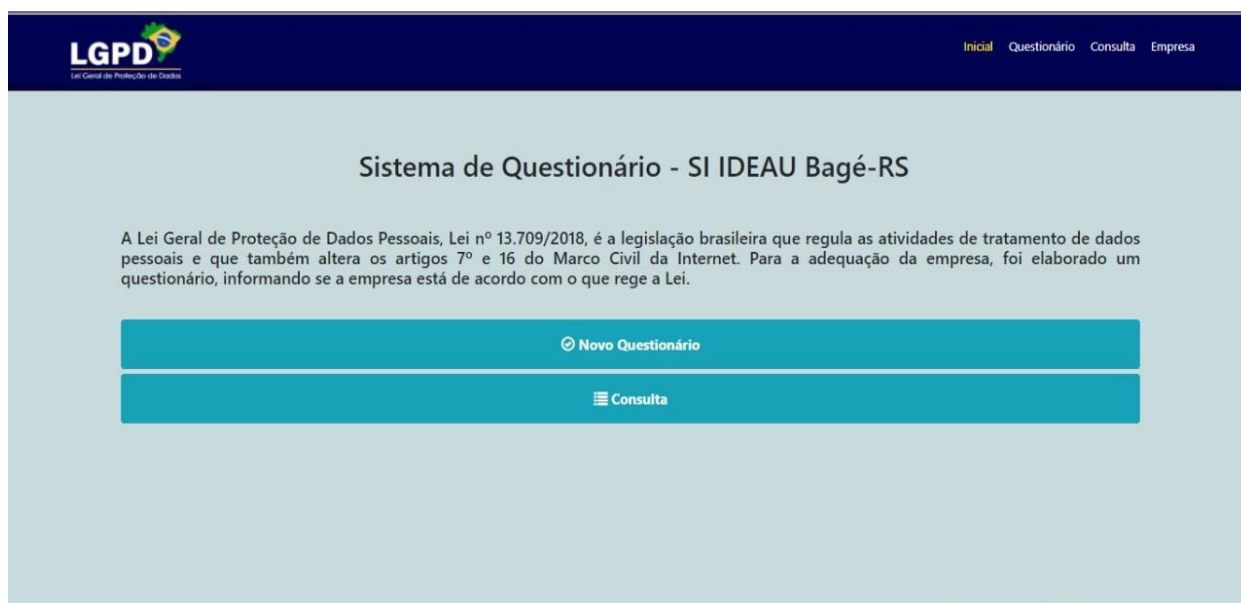 LGPD
Lei Geral de Proteção de Dados
Inicial Questionário Consulta Empresa
Sistema de Questionário - SI IDEAU Bagé-RS
A Lei Geral de Proteção de Dados Pessoais, Lei nº 13.709/2018, é a legislação brasileira que regula as atividades de tratamento de dados
pessoais e que também altera os artigos 7º e 16 do Marco Civil da Internet. Para a adequação da empresa, foi elaborado um
questionário, informando se a empresa está de acordo com o que rege a Lei.
Novo Questionário
Consulta